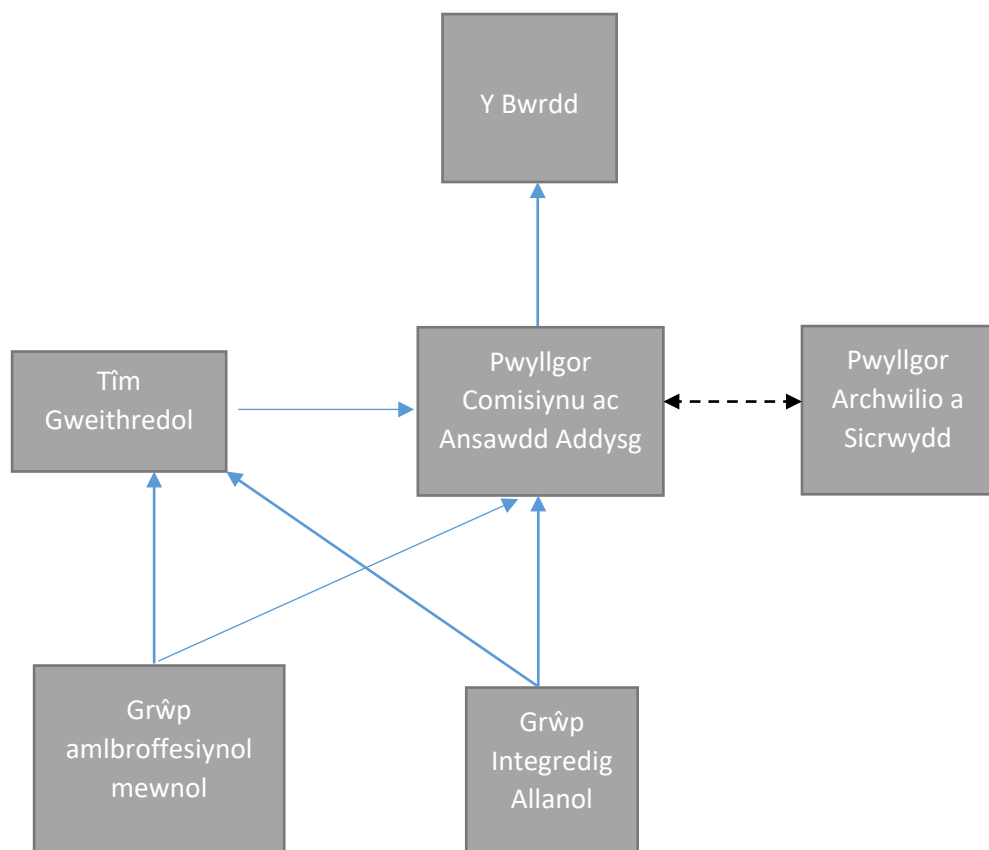 Y Bwrdd
Tîm
Gweithredol
Pwyllgor
Comisiynu ac
Ansawdd Addysg
Pwyllgor
Archwilio a
Sicrwydd
Grŵp
amlbroffesiynol
mewnol
Grŵp
Integredig
Allanol